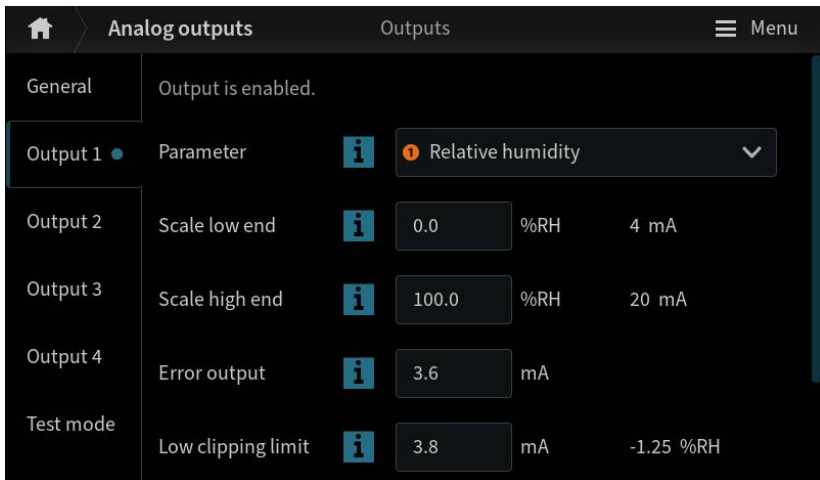 Analog outputs Outputs Menu
General
Output 1
Output 2
Output 3
Output 4
Test mode
Output is enabled.
Parameter i 1 Relative humidity
Scale low end i 0.0 %RH 4 mA
Scale high end i 100.0 %RH 20 mA
Error output i 3.6 mA
Low clipping limit i 3.8 mA -1.25 %RH